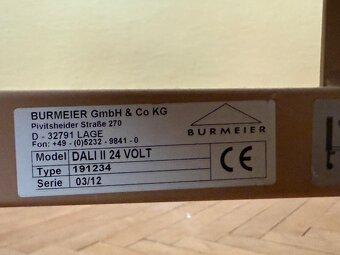 BURMEIER GmbH & Co KG
Pivitsheider Straße 270
D - 32791 LAGE
Fon: +49 - (0)5232 - 9841 - 0
BURMEIER
Model DALI II 24 VOLT
Type 191234
Serie 03/12
CE